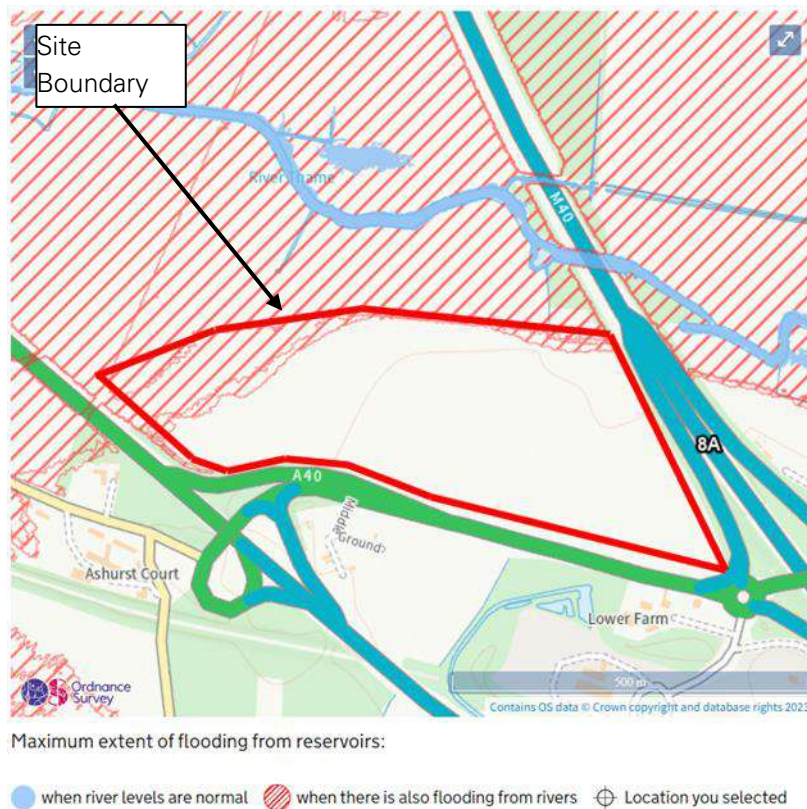 Site
Boundary
River Thame
M40
8A
A40
Middle
Ground
Ashurst Court
Lower Farm
500 m
Ordnance
Survey
Contains OS data © Crown copyright and database rights 2023
Maximum extent of flooding from reservoirs:
when river levels are normal when there is also flooding from rivers Location you selected